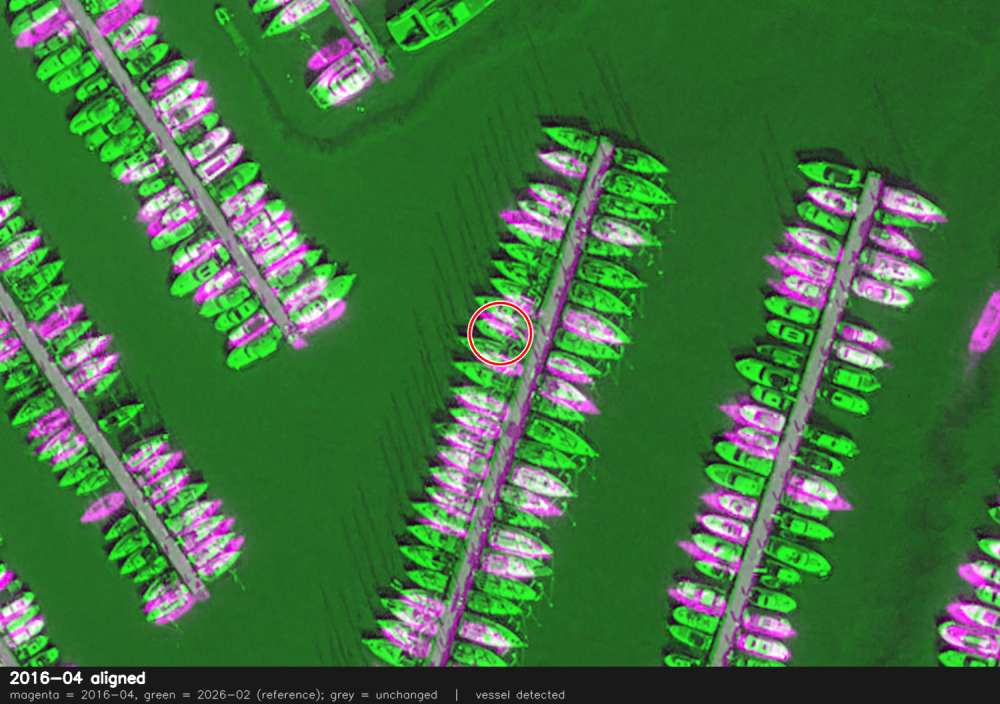 2016-04 aligned
magenta = 2016-04, green = 2026-02 (reference); grey = unchanged | vessel detected